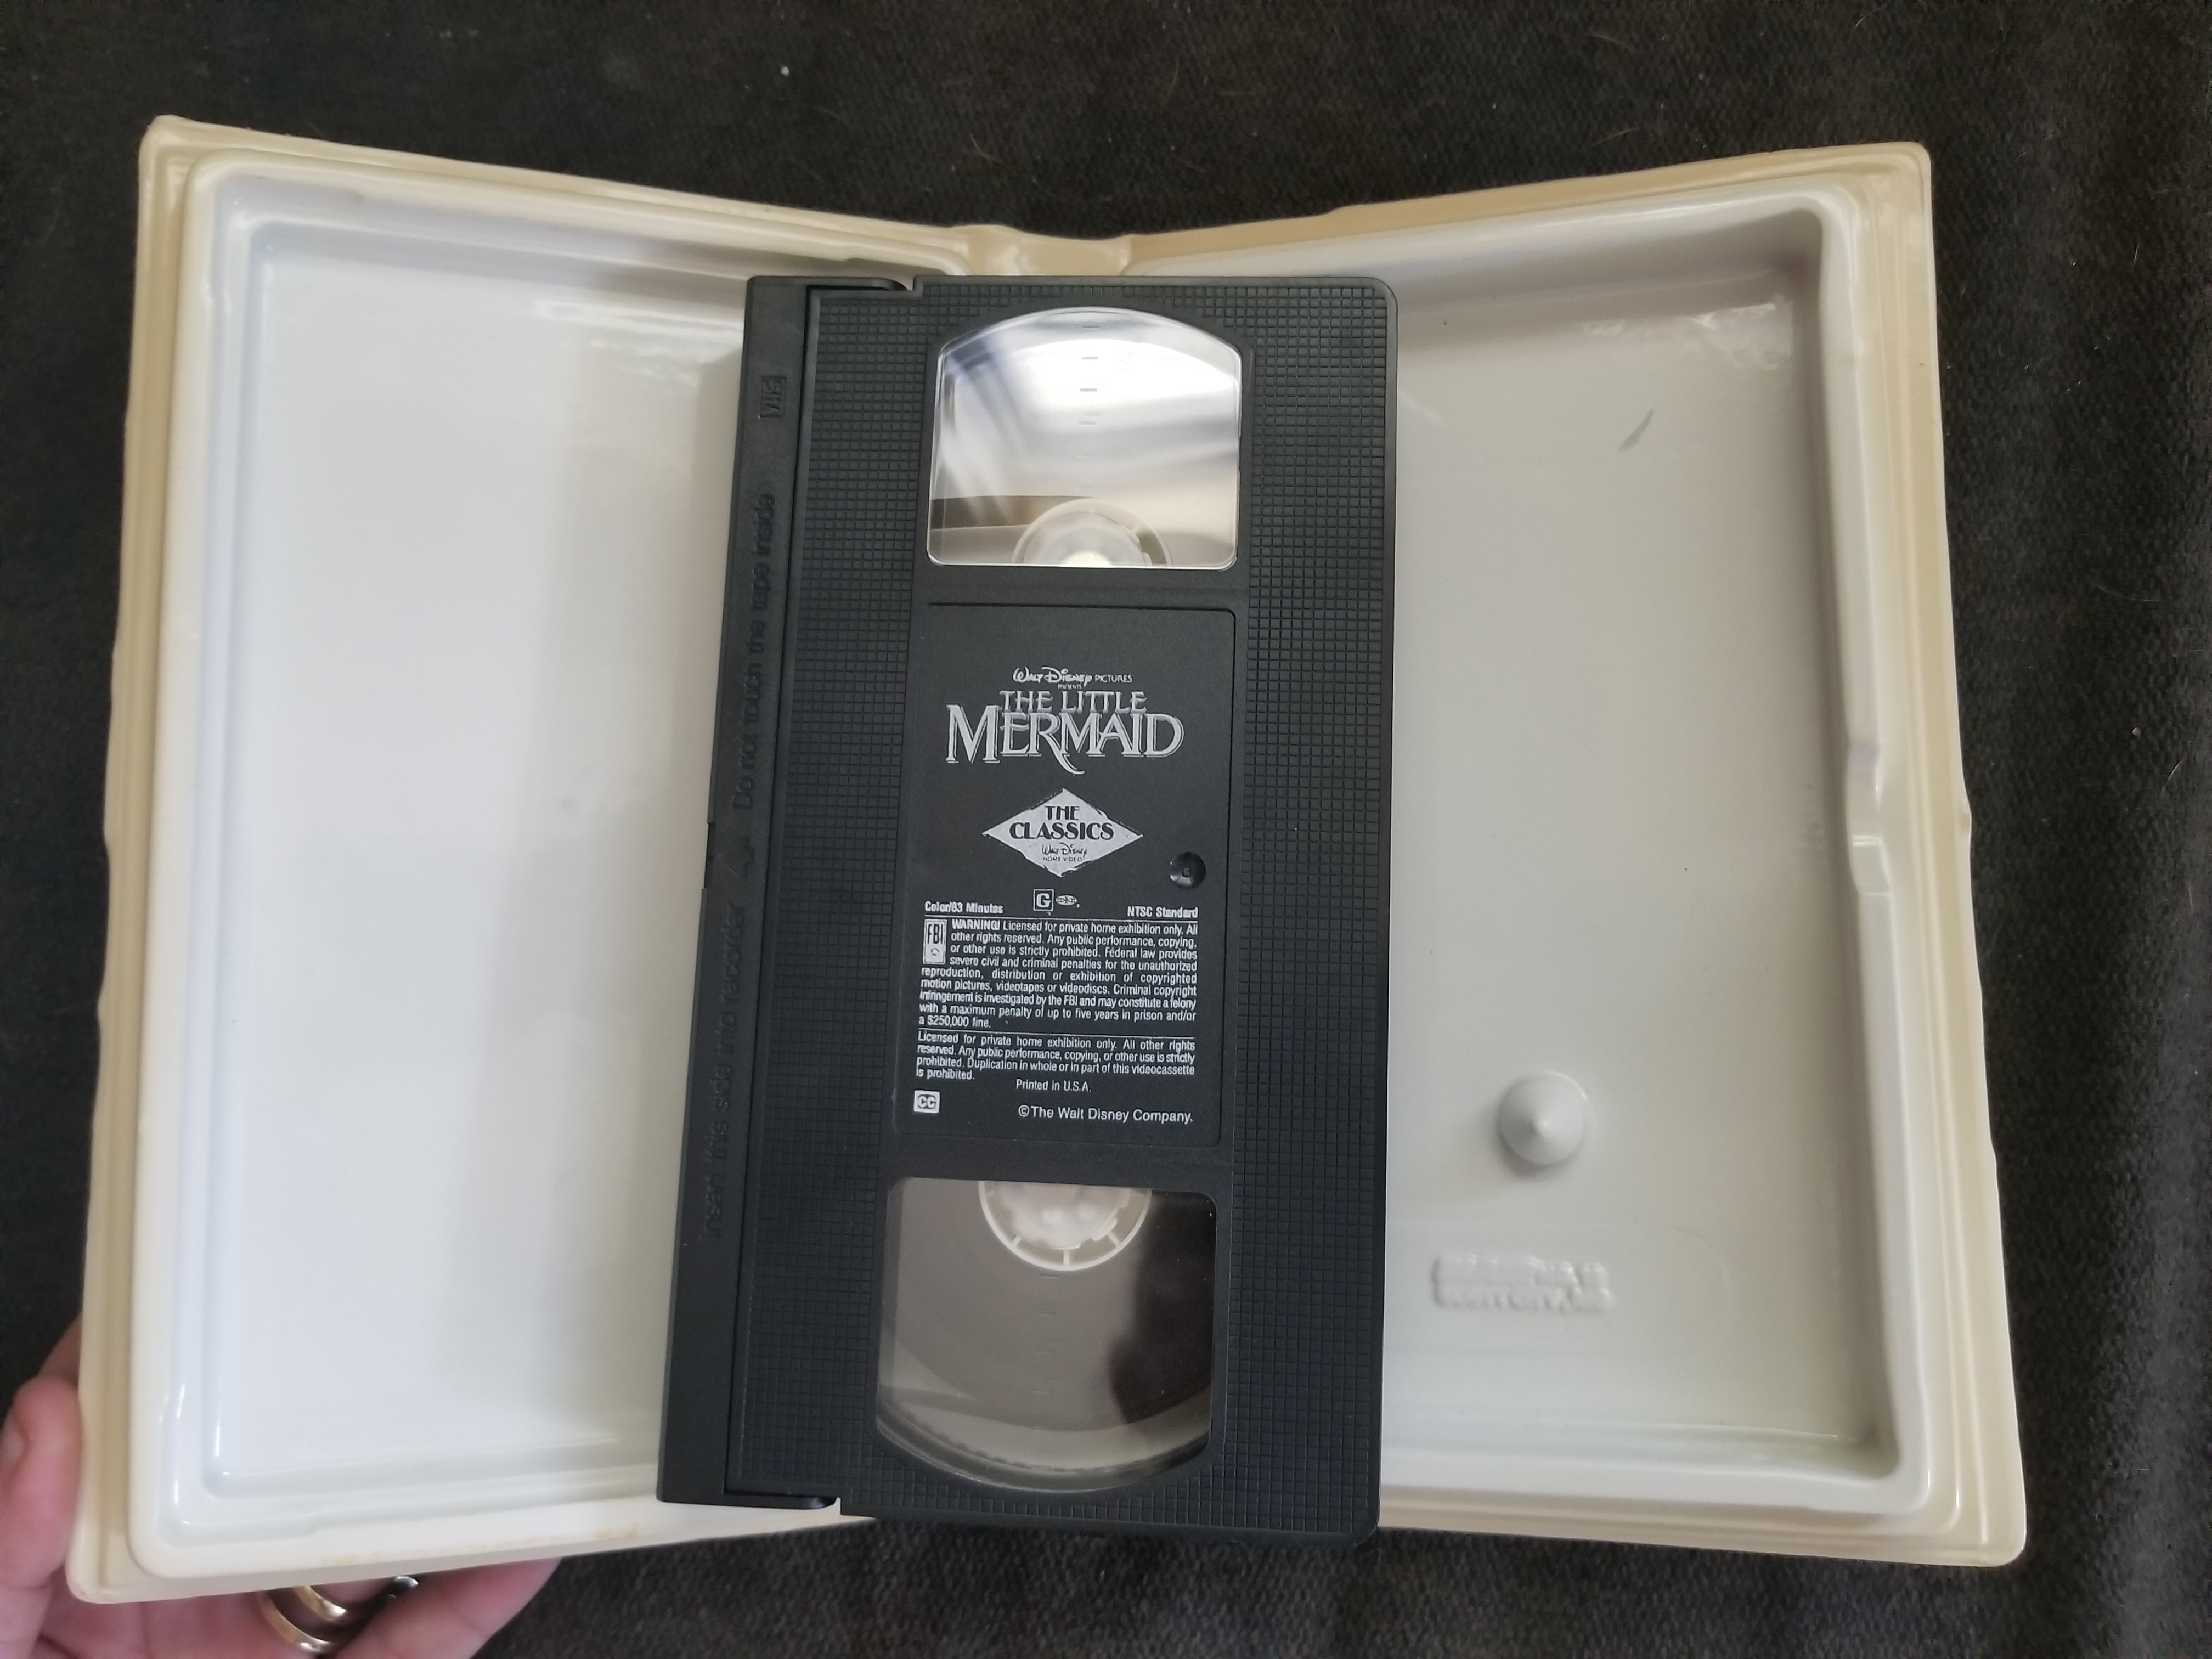 VHS
Do not touch the tape inside
Insert this side into recorder
WALT DISNEY PICTURES
PRESENTS
THE LITTLE
MERMAID
THE
CLASSICS
WALT DISNEY
HOME VIDEO
G
Color/83 Minutes
NTSC Standard
FBI
WARNING! Licensed for private home exhibition only. All
other rights reserved. Any public performance, copying,
or other use is strictly prohibited. Federal law provides
severe civil and criminal penalties for the unauthorized
reproduction, distribution or exhibition of copyrighted
motion pictures, videotapes or videodiscs. Criminal copyright
infringement is investigated by the FBI and may constitute a felony
with a maximum penalty of up to five years in prison and/or
a $250,000 fine.
Licensed for private home exhibition only. All other rights
reserved. Any public performance, copying, or other use is strictly
prohibited. Duplication in whole or in part of this videocassette
is prohibited.
Printed in U.S.A.
CC
©The Walt Disney Company.